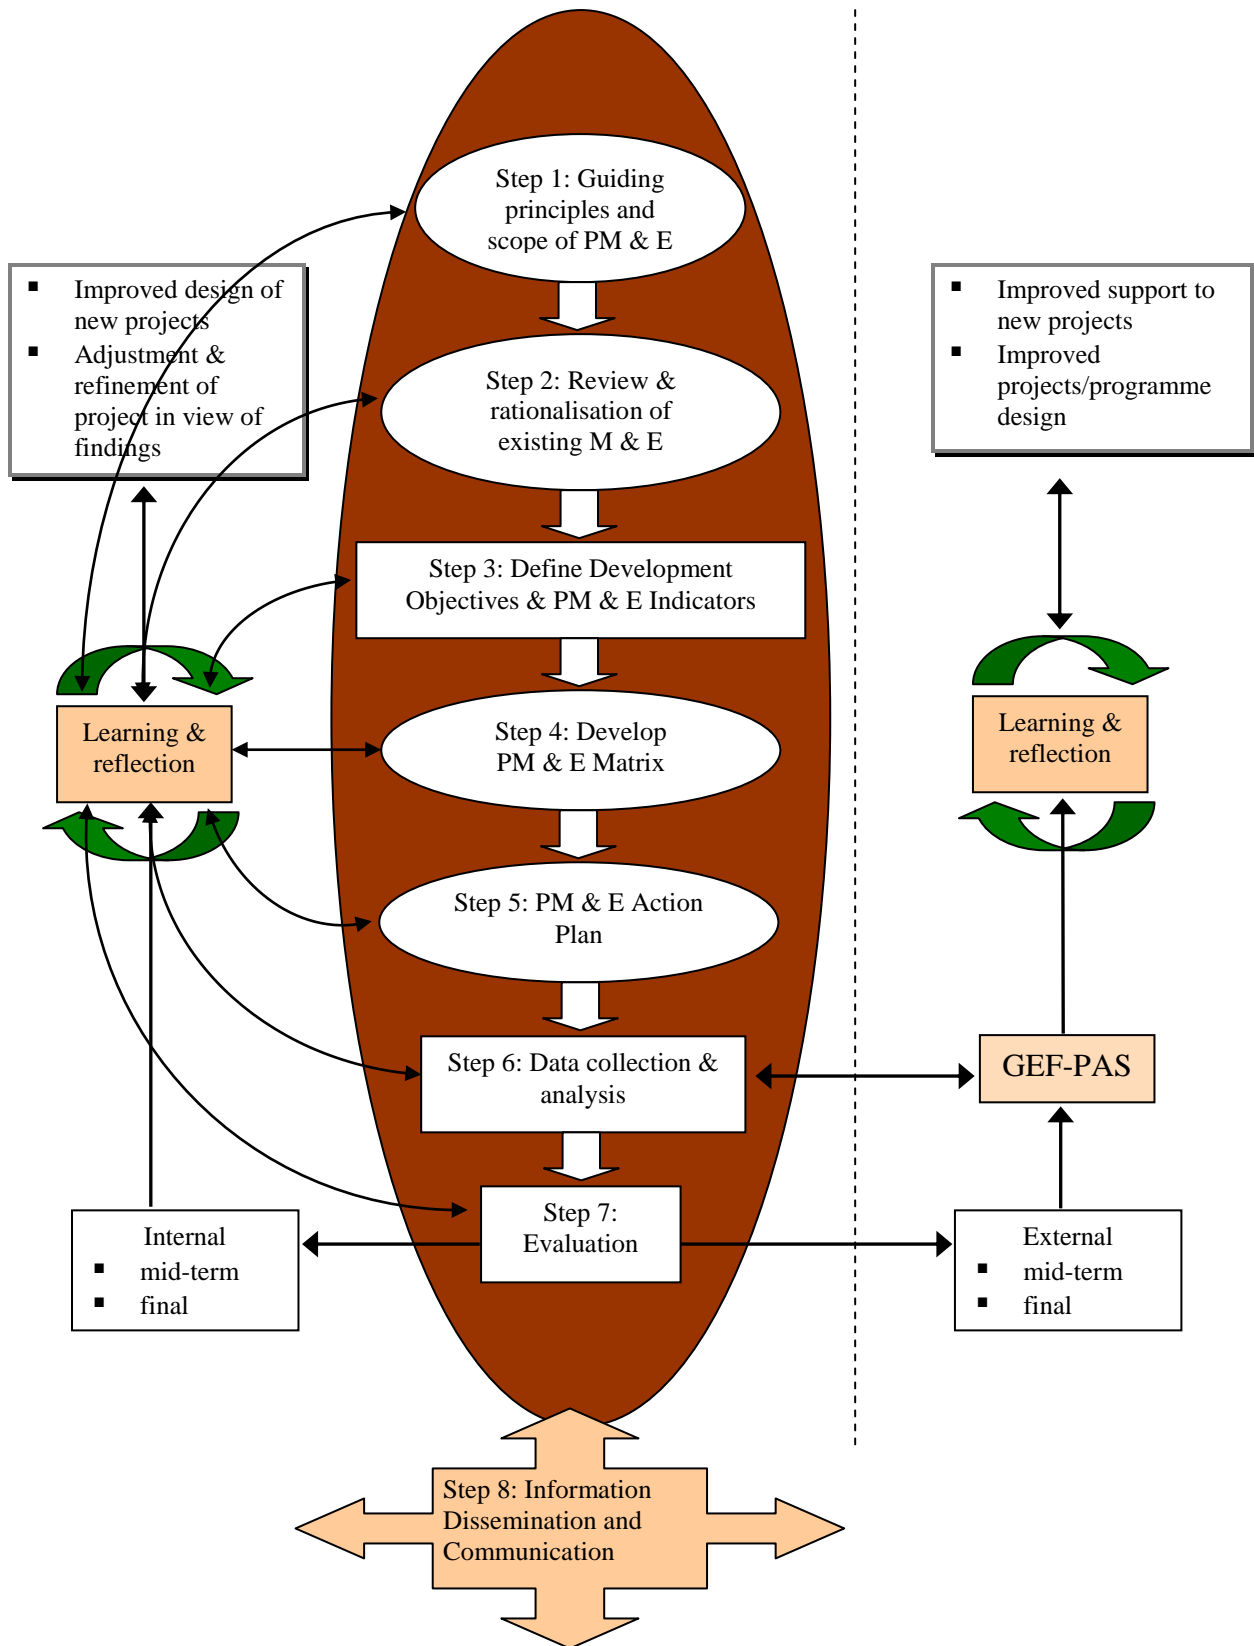 Step 1: Guiding
principles and
scope of PM & E
▪ Improved design of
new projects
▪ Adjustment &
refinement of
project in view of
findings
▪ Improved support to
new projects
▪ Improved
projects/programme
design
Step 2: Review &
rationalisation of
existing M & E
Step 3: Define Development
Objectives & PM & E Indicators
Learning &
reflection
Step 4: Develop
PM & E Matrix
Learning &
reflection
Step 5: PM & E Action
Plan
Step 6: Data collection &
analysis
GEF-PAS
Internal
▪ mid-term
▪ final
Step 7:
Evaluation
External
▪ mid-term
▪ final
Step 8: Information
Dissemination and
Communication